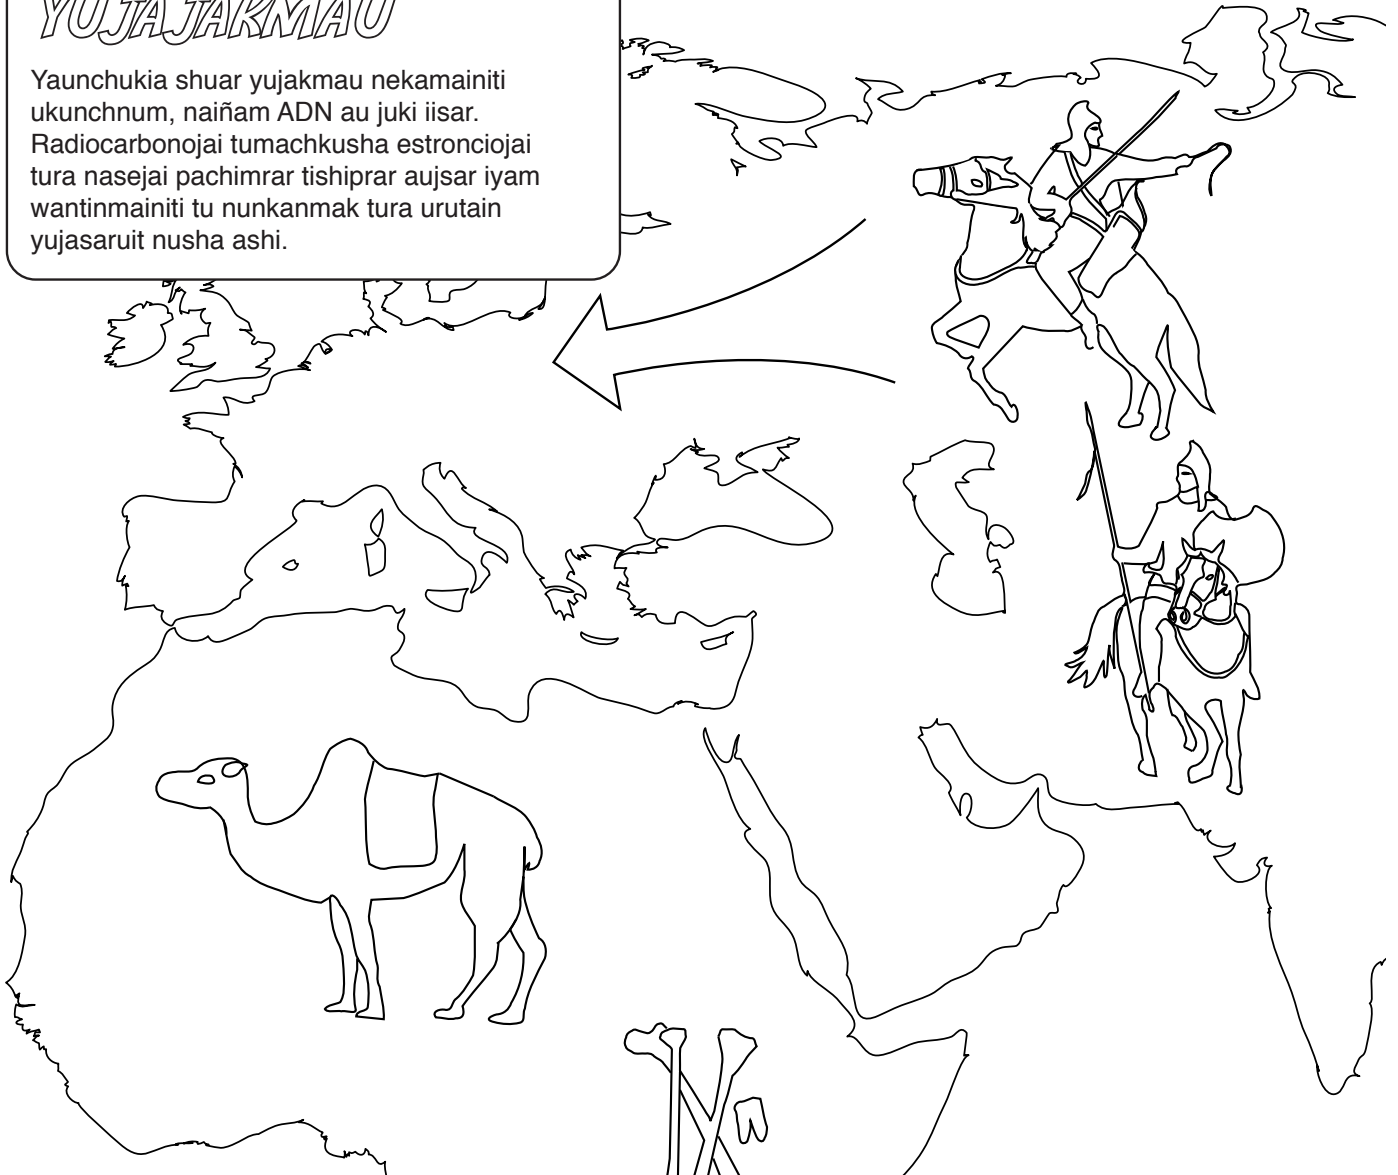 YUJAJAKMAU
Yaunchukia shuar yujakmau nekamainiti
ukunchnum, naiñam ADN au juki iisar.
Radiocarbonojai tumachkusha estronciojai
tura nasejai pachimrar tishiprar aujsar iyam
wantinmainiti tu nunkanmak tura urutain
yujasaruit nusha ashi.